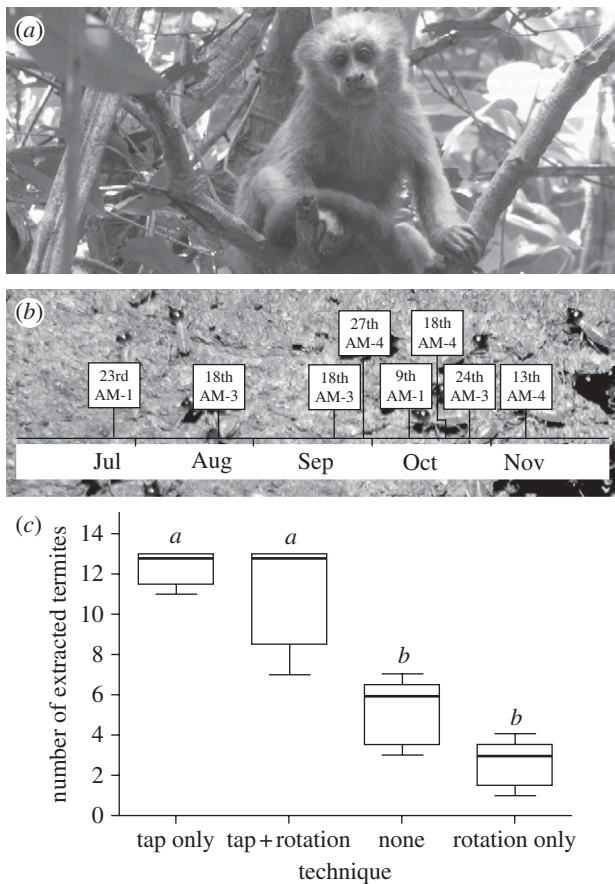 (a)
(b)
27th
AM-4
18th
AM-4
23rd
AM-1
18th
AM-3
18th
AM-3
9th
AM-1
24th
AM-3
13th
AM-4
Jul Aug Sep Oct Nov
(c)
14
12
10
8
6
4
2
0
number of extracted termites
a a b b
tap only tap+rotation none rotation only
technique